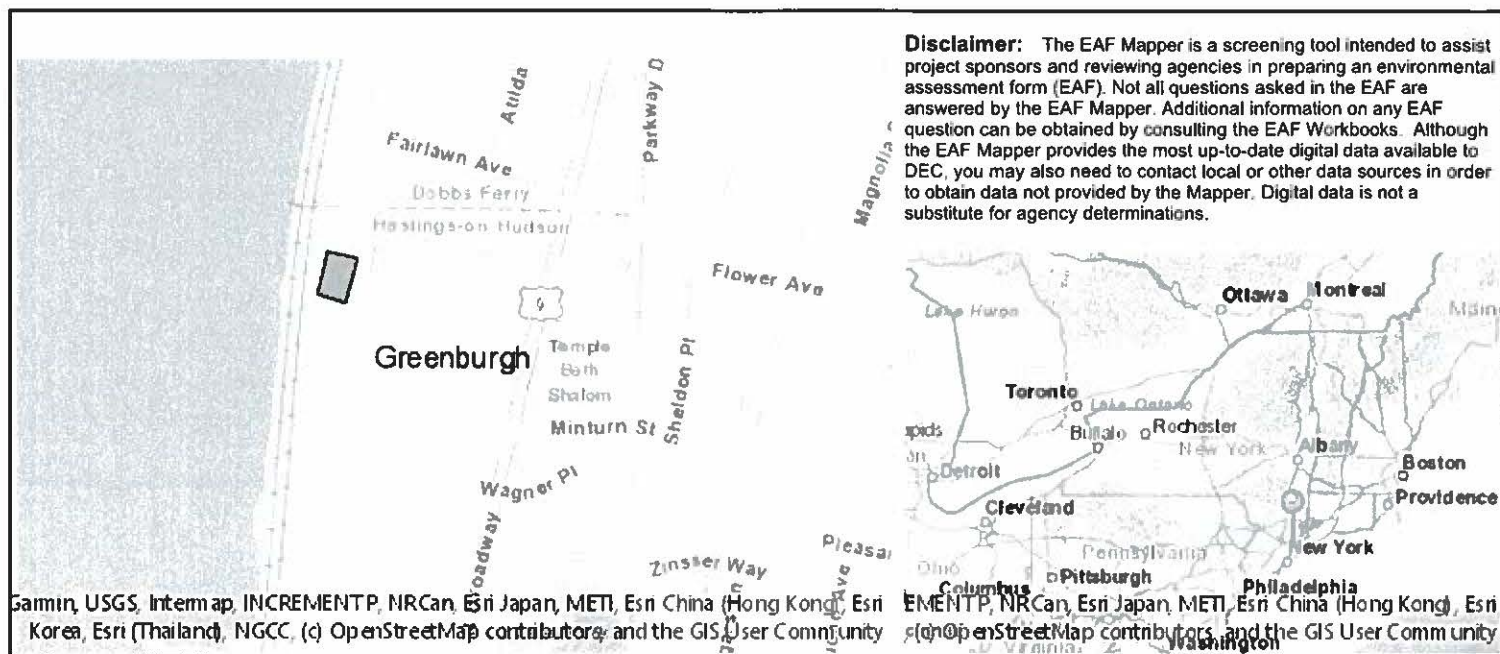 Disclaimer: The EAF Mapper is a screening tool intended to assist
project sponsors and reviewing agencies in preparing an environmental
assessment form (EAF). Not all questions asked in the EAF are
answered by the EAF Mapper. Additional information on any EAF
question can be obtained by consulting the EAF Workbooks. Although
the EAF Mapper provides the most up-to-date digital data available to
DEC, you may also need to contact local or other data sources in order
to obtain data not provided by the Mapper. Digital data is not a
substitute for agency determinations.
Parkway D
Fairlawn Ave
Dobbs Ferry
Hastings-on Hudson
Magnolia
Flower Ave
9
Greenburgh
Temple
Beth
Shalom
Sheldon Pl
Minturn St
Wagner Pl
Broadway
Zinsser Way
Pleasa
Ave
Garmin, USGS, Intermap, INCREMENT P, NRCan, Esri Japan, METI, Esri China (Hong Kong), Esri
Korea, Esri (Thailand), NGCC, (c) OpenStreetMap contributors, and the GIS User Community
Ottawa
Montreal
Main
Lake Huron
Toronto
Lake Ontario
apids
Buffalo
Rochester
New York
Albany
Boston
Detroit
Providence
Cleveland
Pennsylvania
New York
Ohio
Pittsburgh
Columbus
Philadelphia
EMENT P, NRCan, Esri Japan, METI, Esri China (Hong Kong), Esri
(c) OpenStreetMap contributors, and the GIS User Community
Virginia
Washington